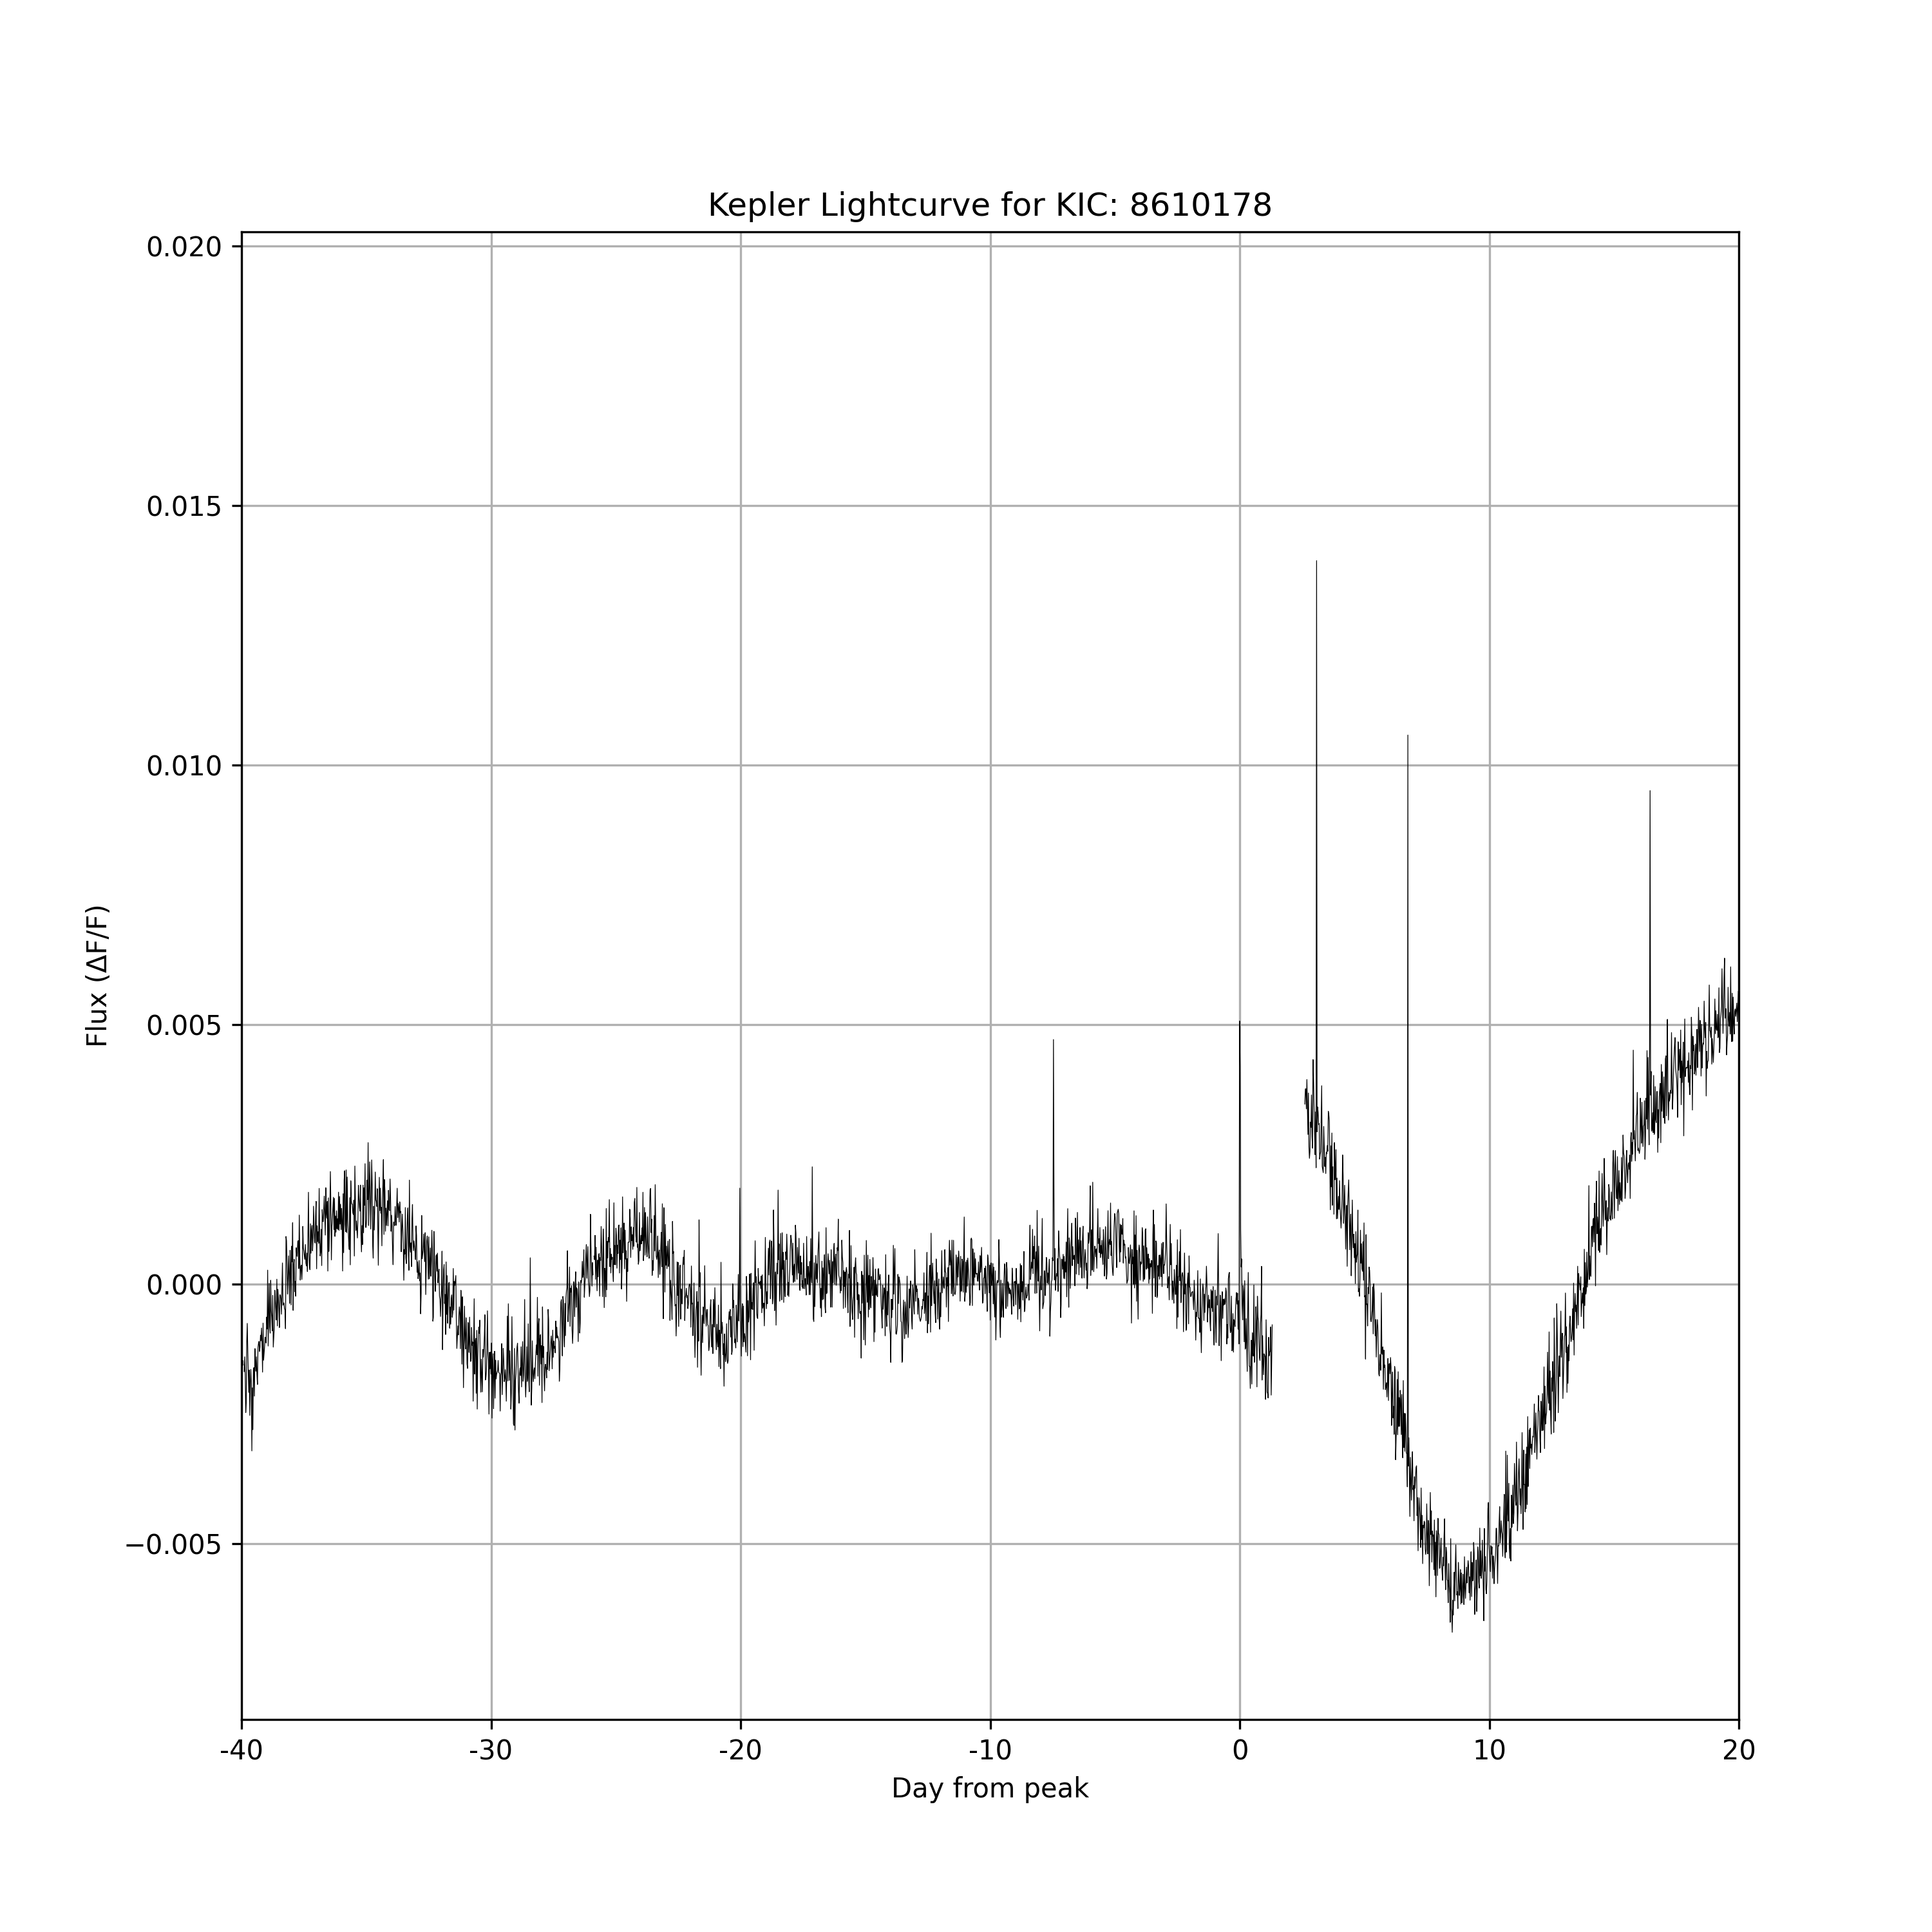 Kepler Lightcurve for KIC: 8610178
0.020
0.015
0.010
0.005
0.000
−0.005
Flux (ΔF/F)
-40 -30 -20 -10 0 10 20
Day from peak